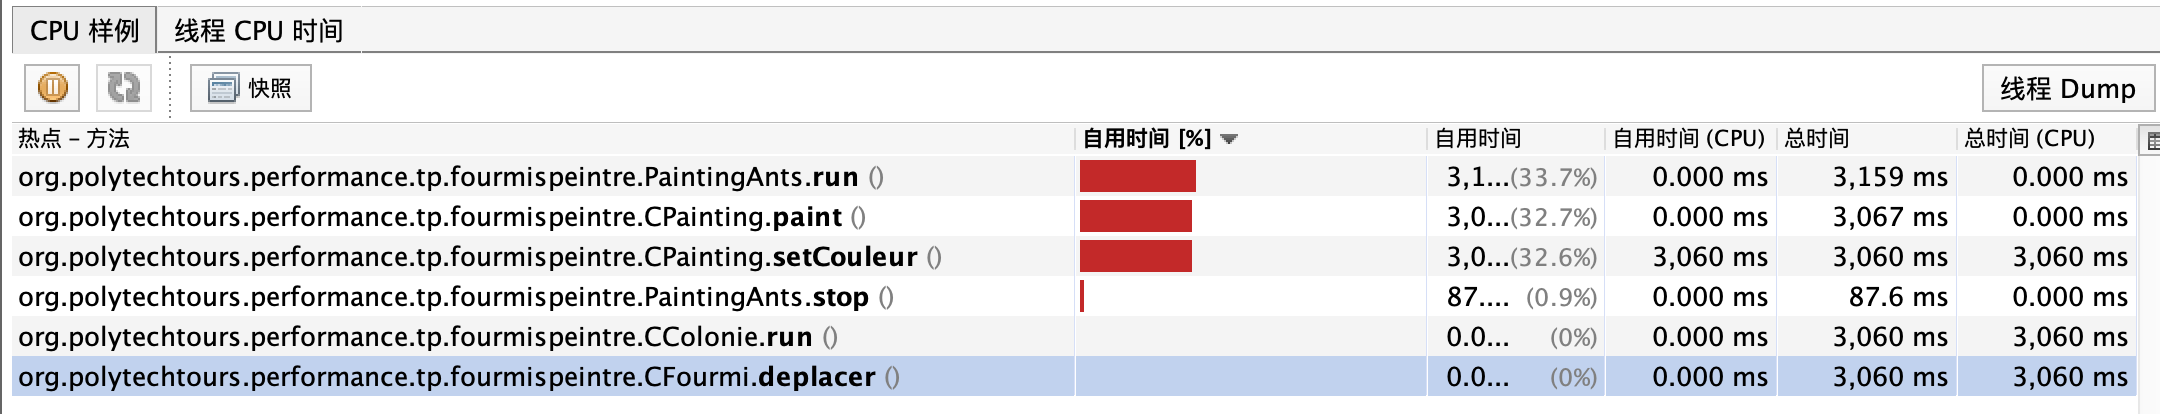 CPU 样例 线程 CPU 时间
快照 线程 Dump
热点 – 方法 自用时间 [%] 自用时间 自用时间 (CPU) 总时间 总时间 (CPU)
org.polytechtours.performance.tp.fourmispeintre.PaintingAnts.run () 3,1...(33.7%) 0.000 ms 3,159 ms 0.000 ms
org.polytechtours.performance.tp.fourmispeintre.CPainting.paint () 3,0...(32.7%) 0.000 ms 3,067 ms 0.000 ms
org.polytechtours.performance.tp.fourmispeintre.CPainting.setCouleur () 3,0...(32.6%) 3,060 ms 3,060 ms 3,060 ms
org.polytechtours.performance.tp.fourmispeintre.PaintingAnts.stop () 87.... (0.9%) 0.000 ms 87.6 ms 0.000 ms
org.polytechtours.performance.tp.fourmispeintre.CColonie.run () 0.0... (0%) 0.000 ms 3,060 ms 3,060 ms
org.polytechtours.performance.tp.fourmispeintre.CFourmi.deplacer () 0.0... (0%) 0.000 ms 3,060 ms 3,060 ms